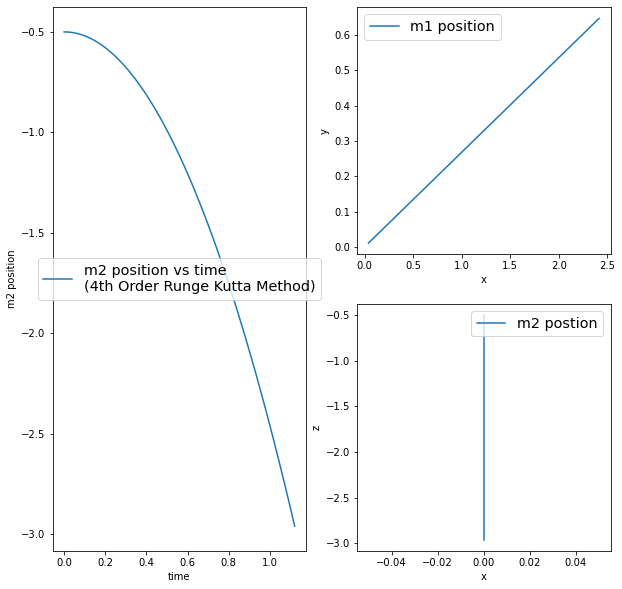 −0.5
−1.0
−1.5
−2.0
−2.5
−3.0
m2 position
m2 position vs time
(4th Order Runge Kutta Method)
0.0 0.2 0.4 0.6 0.8 1.0
time
m1 position
0.6
0.5
0.4
0.3
0.2
0.1
0.0
y
0.0 0.5 1.0 1.5 2.0 2.5
x
m2 postion
−0.5
−1.0
−1.5
−2.0
−2.5
−3.0
z
−0.04 −0.02 0.00 0.02 0.04
x